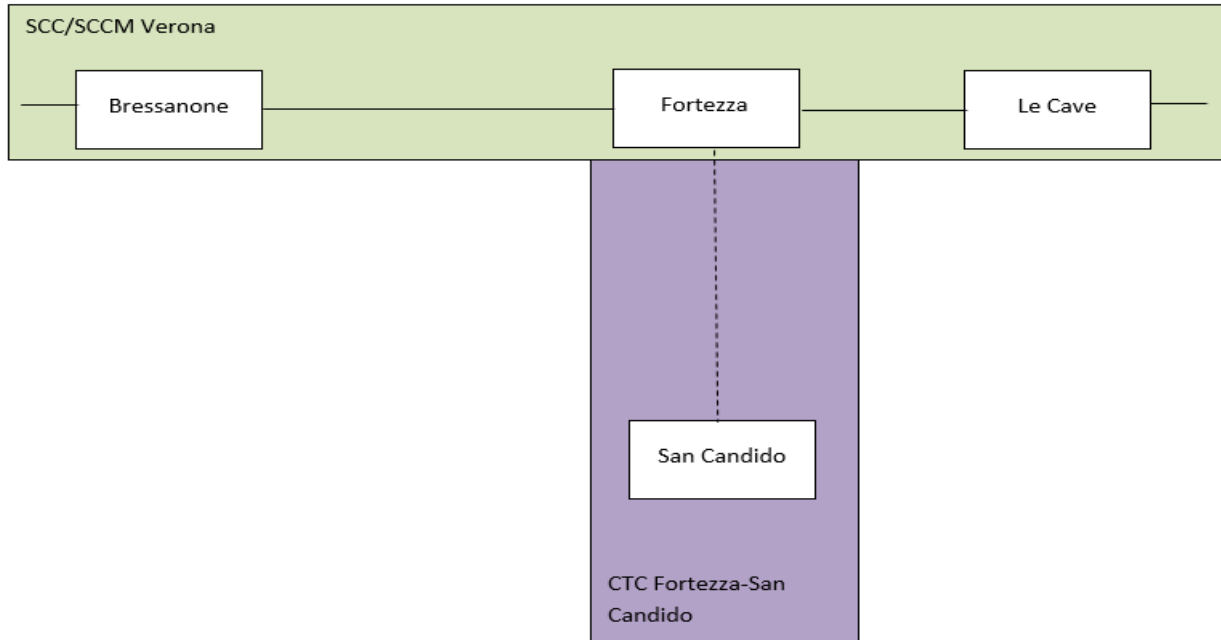 SCC/SCCM Verona
Bressanone
Fortezza
Le Cave
San Candido
CTC Fortezza-San
Candido